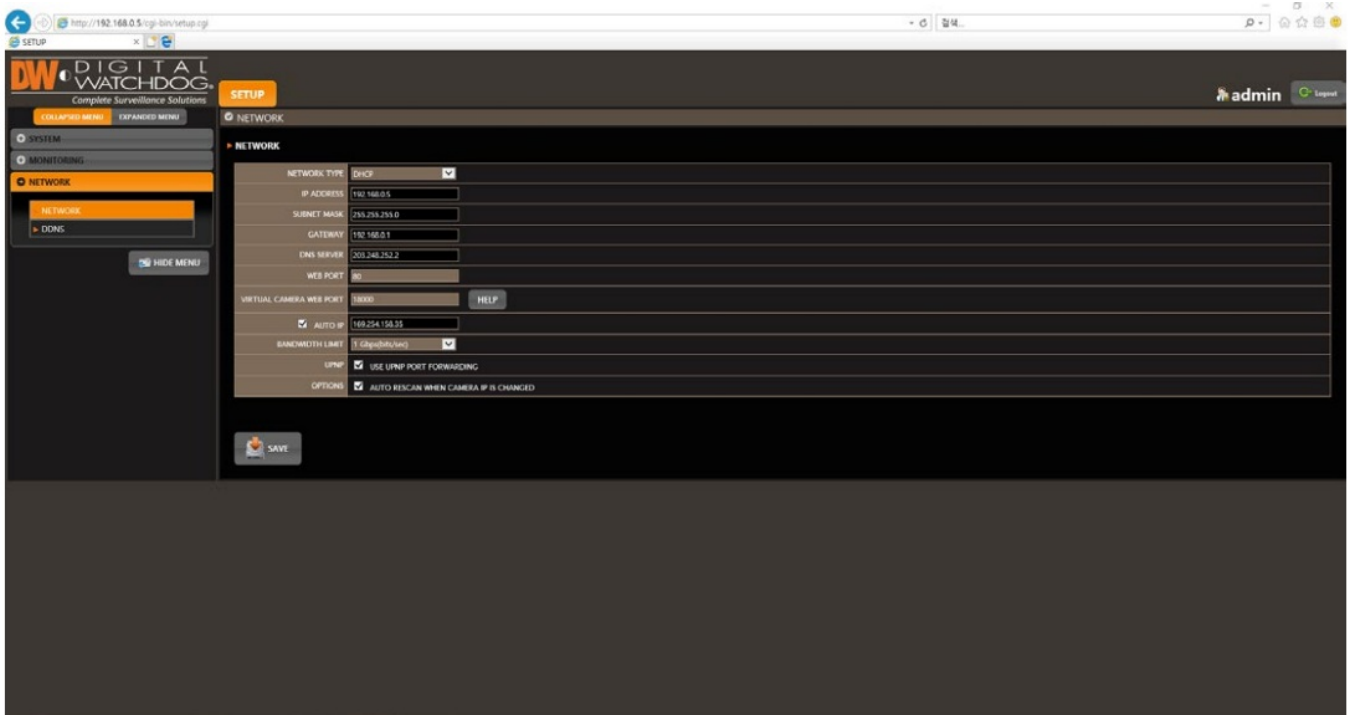 http://192.168.0.5/cgi-bin/setup.cgi
검색...
SETUP
DW DIGITAL WATCHDOG®
Complete Surveillance Solutions
SETUP
admin
Logout
COLLAPSED MENU EXPANDED MENU
NETWORK
SYSTEM
MONITORING
NETWORK
NETWORK
DDNS
HIDE MENU
NETWORK
NETWORK TYPE DHCP
IP ADDRESS 192.168.0.5
SUBNET MASK 255.255.255.0
GATEWAY 192.168.0.1
DNS SERVER 203.248.252.2
WEB PORT 80
VIRTUAL CAMERA WEB PORT 18000 HELP
AUTO IP 169.254.158.35
BANDWIDTH LIMIT 1 Gbps(bits/sec)
UPNP USE UPNP PORT FORWARDING
OPTIONS AUTO RESCAN WHEN CAMERA IP IS CHANGED
SAVE